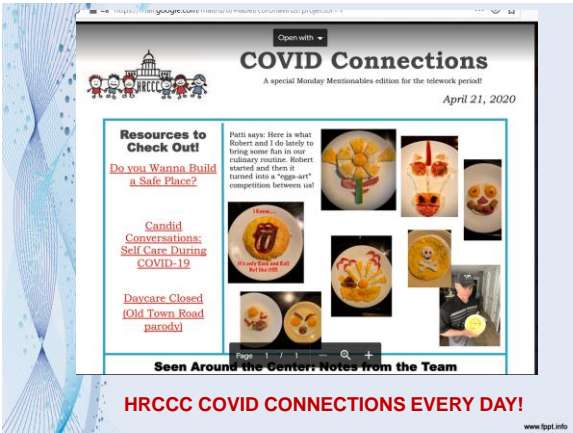 Open with
COVID Connections
A special Monday Mentionables edition for the telework period!
HRCCC
April 21, 2020
Resources to
Check Out!
Do you Wanna Build
a Safe Place?
Candid
Conversations:
Self Care During
COVID-19
Daycare Closed
(Old Town Road
parody)
Patti says: Here is what
Robert and I do lately to
bring some fun in our
culinary routine. Robert
started and then it
turned into a "eggs-art"
competition between us!
I Know.....
It's only Rock and Roll
But I like it!!!
Page 1 / 1 − +
Seen Around the Center: Notes from the Team
HRCCC COVID CONNECTIONS EVERY DAY!
www.fppt.info